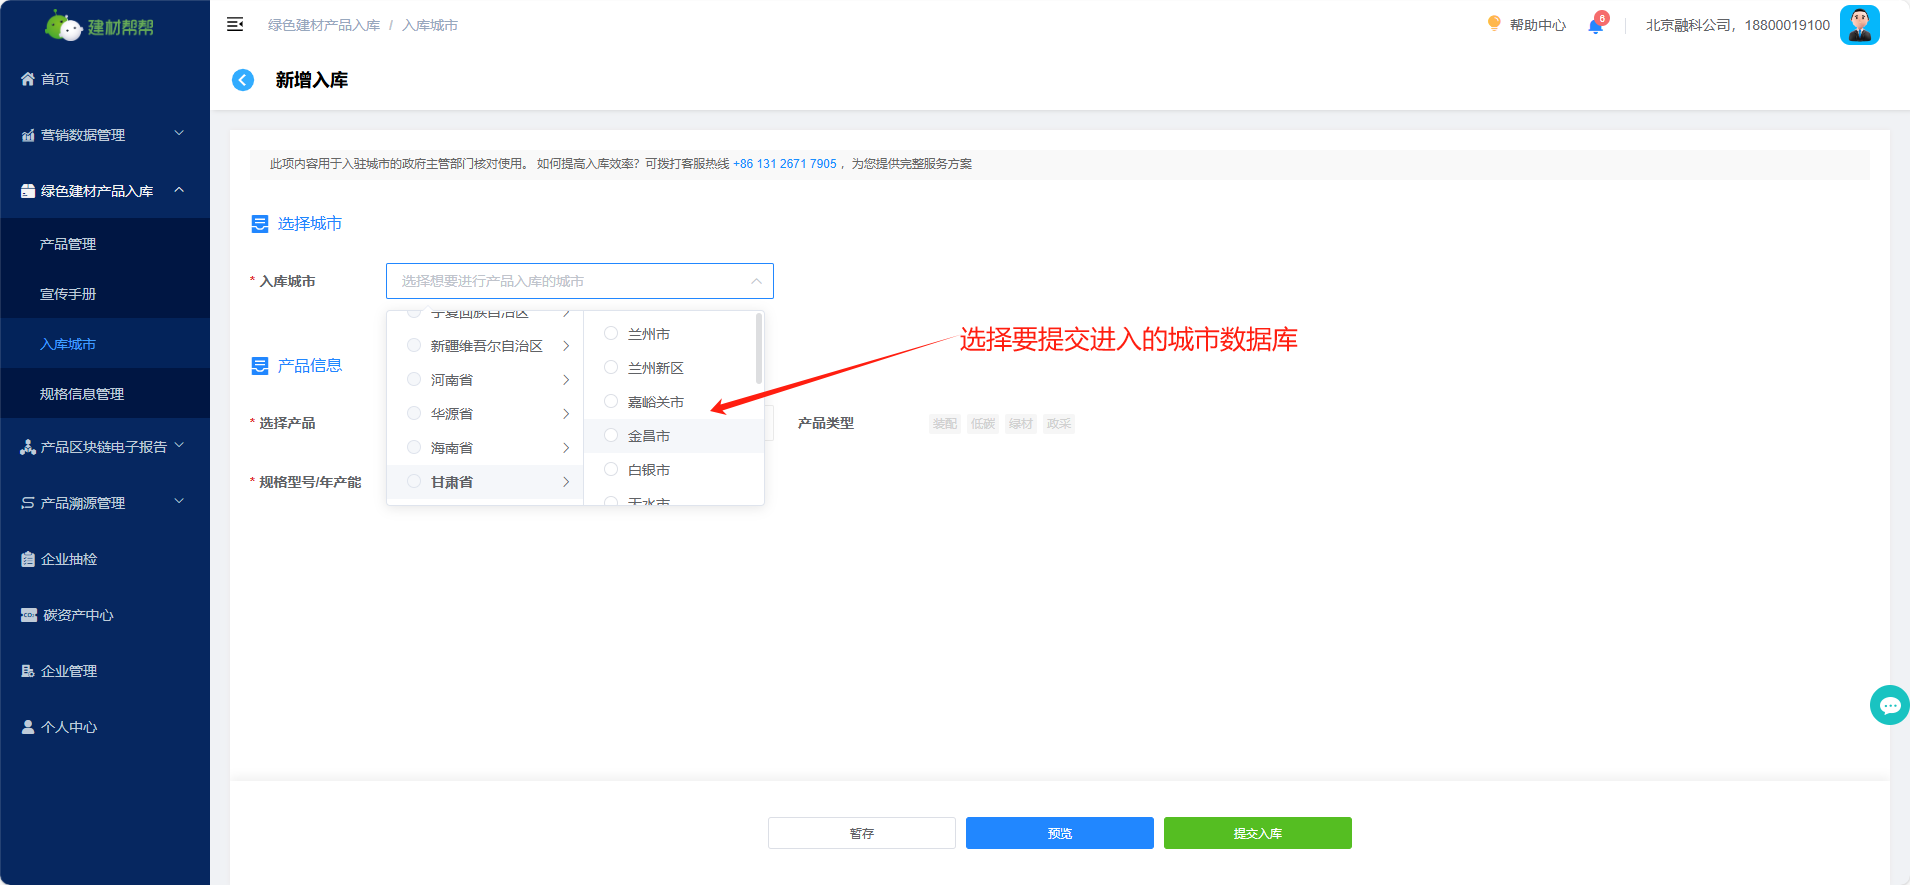 建材帮帮
绿色建材产品入库 / 入库城市
帮助中心
6
北京融科公司，18800019100
首页
营销数据管理
绿色建材产品入库
产品管理
宣传手册
入库城市
规格信息管理
产品区块链电子报告
产品溯源管理
企业抽检
碳资产中心
企业管理
个人中心
新增入库
此项内容用于入驻城市的政府主管部门核对使用。 如何提高入库效率？可拨打客服热线 +86 131 2671 7905 ，为您提供完整服务方案
选择城市
* 入库城市
选择想要进行产品入库的城市
宁夏回族自治区
新疆维吾尔自治区
河南省
华源省
海南省
甘肃省
兰州市
兰州新区
嘉峪关市
金昌市
白银市
天水市
选择要提交进入的城市数据库
产品信息
* 选择产品
产品类型
装配 低碳 绿材 政采
* 规格型号/年产能
暂存
预览
提交入库